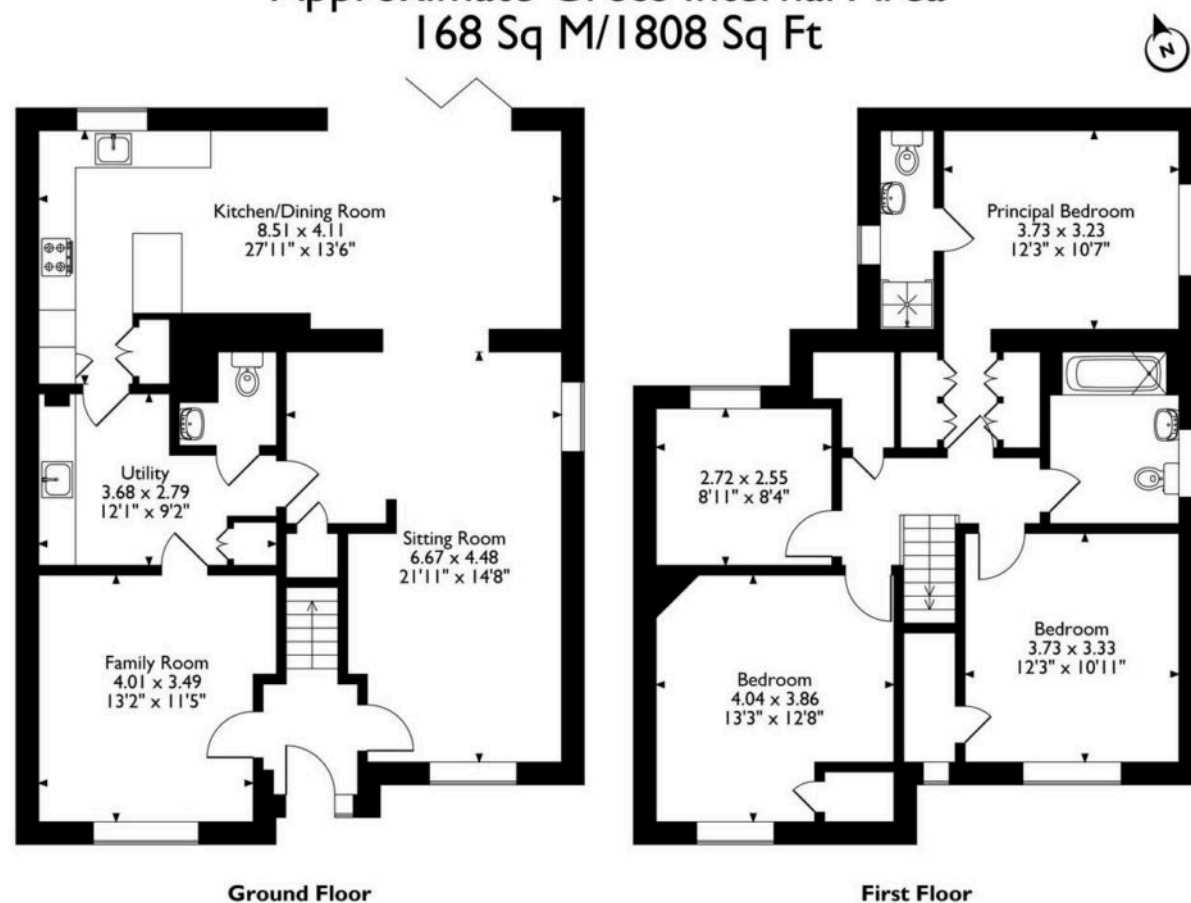 Approximate Gross Internal Area
168 Sq M/1808 Sq Ft
N
Kitchen/Dining Room
8.51 x 4.11
27'11" x 13'6"
Utility
3.68 x 2.79
12'1" x 9'2"
Sitting Room
6.67 x 4.48
21'11" x 14'8"
Family Room
4.01 x 3.49
13'2" x 11'5"
Ground Floor
Principal Bedroom
3.73 x 3.23
12'3" x 10'7"
2.72 x 2.55
8'11" x 8'4"
Bedroom
4.04 x 3.86
13'3" x 12'8"
Bedroom
3.73 x 3.33
12'3" x 10'11"
First Floor